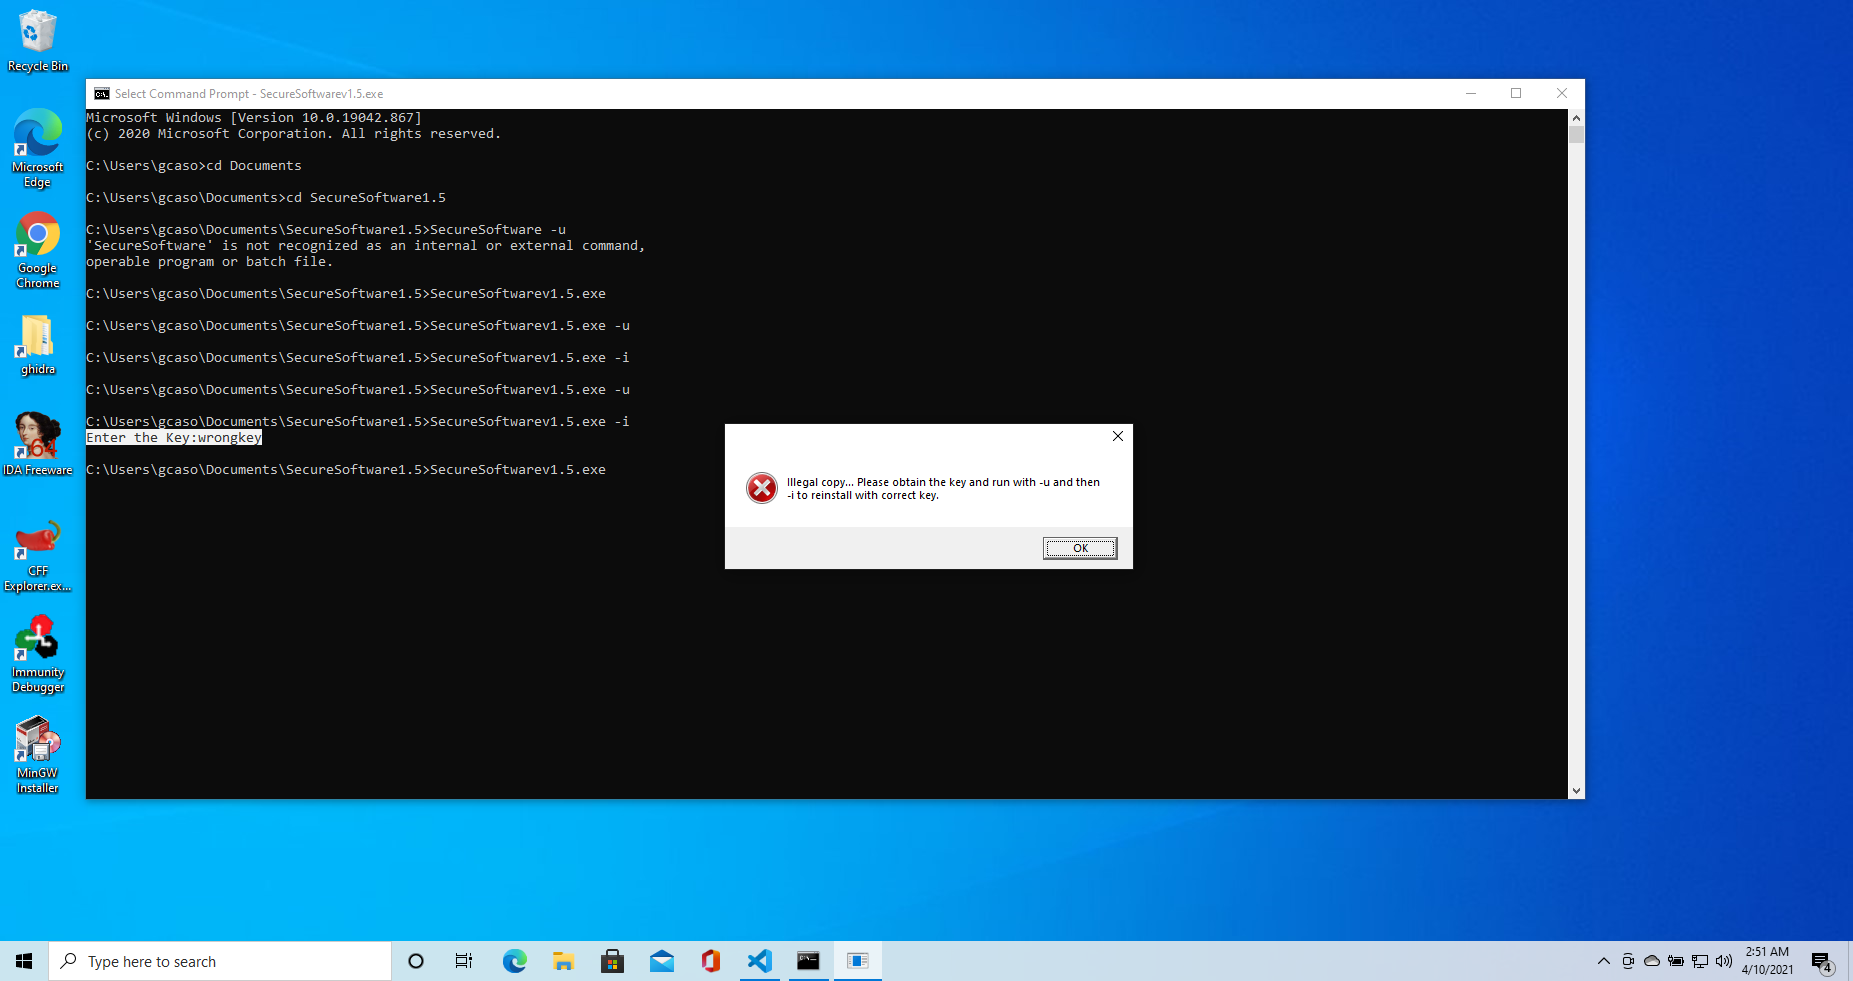 Recycle Bin
Microsoft
Edge
Google
Chrome
ghidra
IDA Freeware
CFF
Explorer.ex...
Immunity
Debugger
MinGW
Installer
Select Command Prompt - SecureSoftwarev1.5.exe
Microsoft Windows [Version 10.0.19042.867]
(c) 2020 Microsoft Corporation. All rights reserved.
C:\Users\gcaso>cd Documents
C:\Users\gcaso\Documents>cd SecureSoftware1.5
C:\Users\gcaso\Documents\SecureSoftware1.5>SecureSoftware -u
'SecureSoftware' is not recognized as an internal or external command,
operable program or batch file.
C:\Users\gcaso\Documents\SecureSoftware1.5>SecureSoftwarev1.5.exe
C:\Users\gcaso\Documents\SecureSoftware1.5>SecureSoftwarev1.5.exe -u
C:\Users\gcaso\Documents\SecureSoftware1.5>SecureSoftwarev1.5.exe -i
C:\Users\gcaso\Documents\SecureSoftware1.5>SecureSoftwarev1.5.exe -u
C:\Users\gcaso\Documents\SecureSoftware1.5>SecureSoftwarev1.5.exe -i
Enter the Key:wrongkey
C:\Users\gcaso\Documents\SecureSoftware1.5>SecureSoftwarev1.5.exe
Illegal copy... Please obtain the key and run with -u and then
-i to reinstall with correct key.
OK
Type here to search
2:51 AM
4/10/2021
4